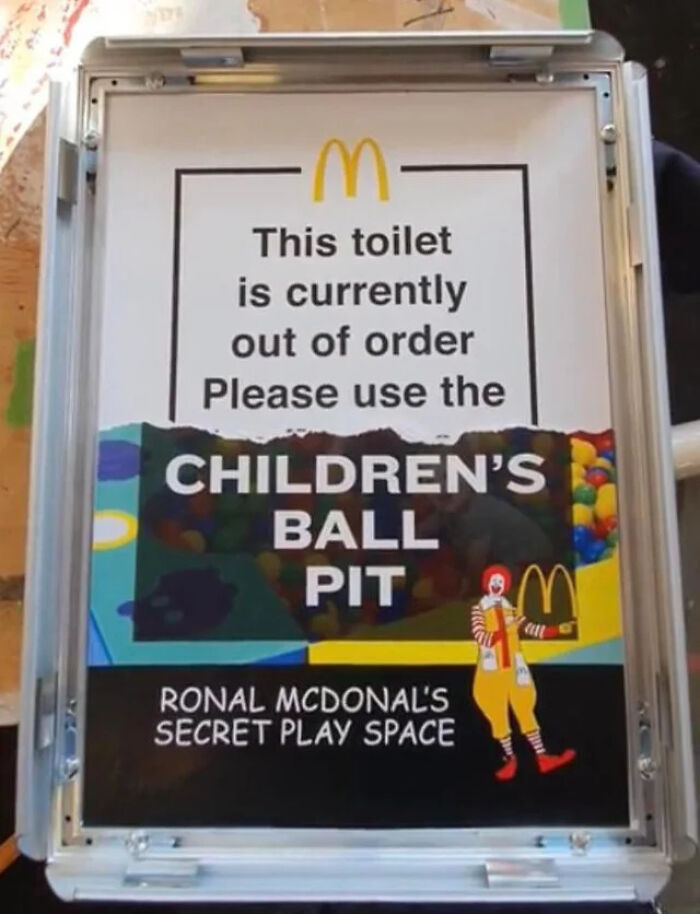 This toilet
is currently
out of order
Please use the
CHILDREN'S
BALL
PIT
RONAL MCDONAL'S
SECRET PLAY SPACE